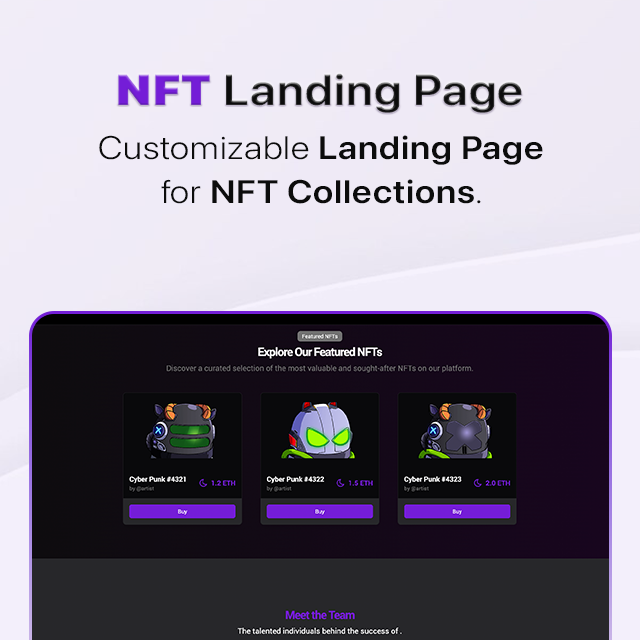 NFT Landing Page
Customizable Landing Page
for NFT Collections.
Featured NFTs
Explore Our Featured NFTs
Discover a curated selection of the most valuable and sought-after NFTs on our platform.
Cyber Punk #4321
by @artist
1.2 ETH
Buy
Cyber Punk #4322
by @artist
1.5 ETH
Buy
Cyber Punk #4323
by @artist
2.0 ETH
Buy
Meet the Team
The talented individuals behind the success of .